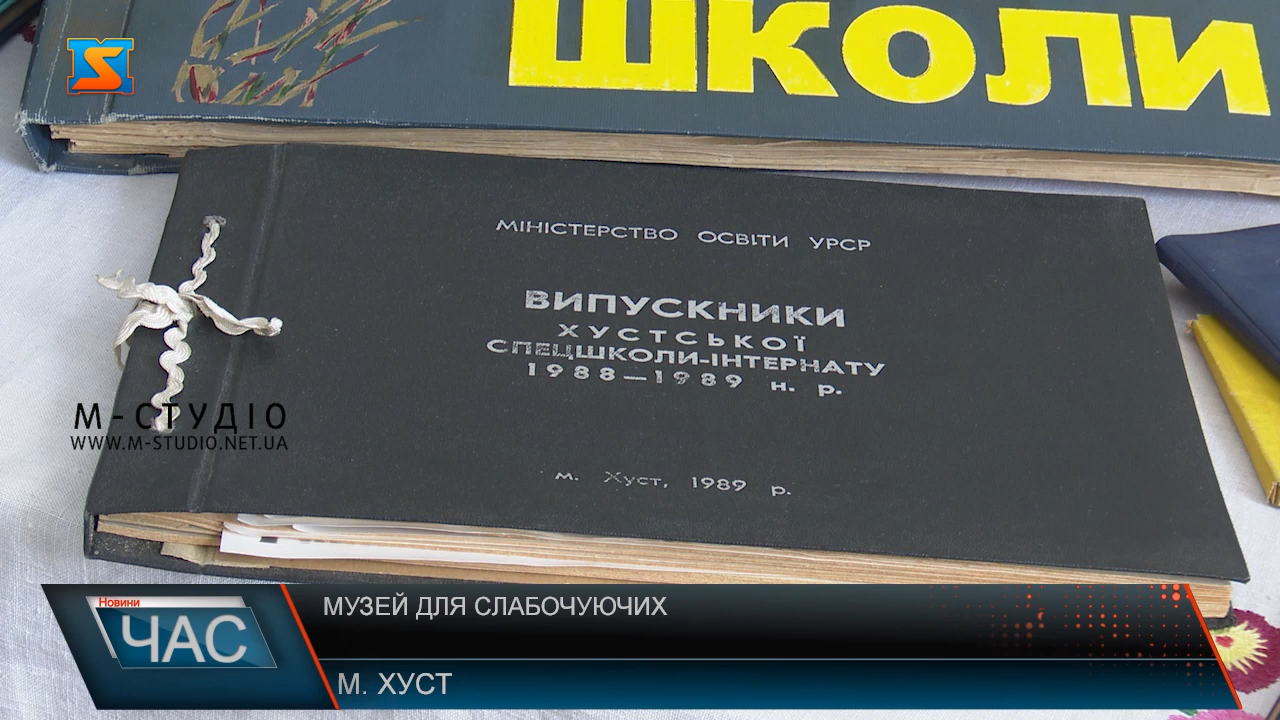 ШКОЛИ
МІНІСТЕРСТВО ОСВІТИ УРСР
ВИПУСКНИКИ
ХУСТСЬКОЇ
СПЕЦШКОЛИ-ІНТЕРНАТУ
1988—1989 н. р.
М-СТУДІО
WWW.M-STUDIO.NET.UA
м. Хуст, 1989 р.
Новини
ЧАС
МУЗЕЙ ДЛЯ СЛАБОЧУЮЧИХ
М. ХУСТ